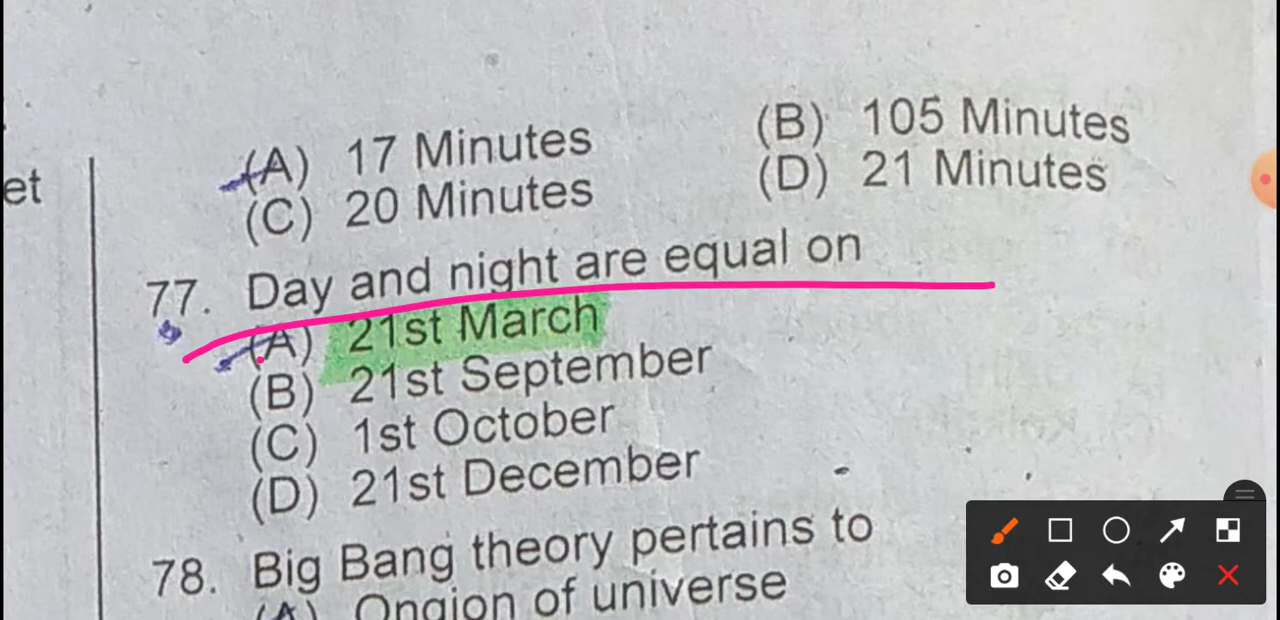 (A) 17 Minutes (B) 105 Minutes
et (C) 20 Minutes (D) 21 Minutes
77. Day and night are equal on
(A) 21st March
(B) 21st September
(C) 1st October
(D) 21st December
78. Big Bang theory pertains to
(A) of universe